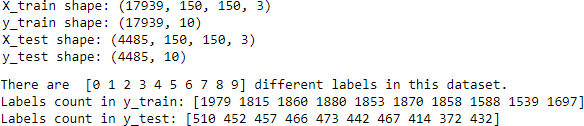 X_train shape: (17939, 150, 150, 3)
y_train shape: (17939, 10)
X_test shape: (4485, 150, 150, 3)
y_test shape: (4485, 10)
There are  [0 1 2 3 4 5 6 7 8 9] different labels in this dataset.
Labels count in y_train: [1979 1815 1860 1880 1853 1870 1858 1588 1539 1697]
Labels count in y_test: [510 452 457 466 473 442 467 414 372 432]